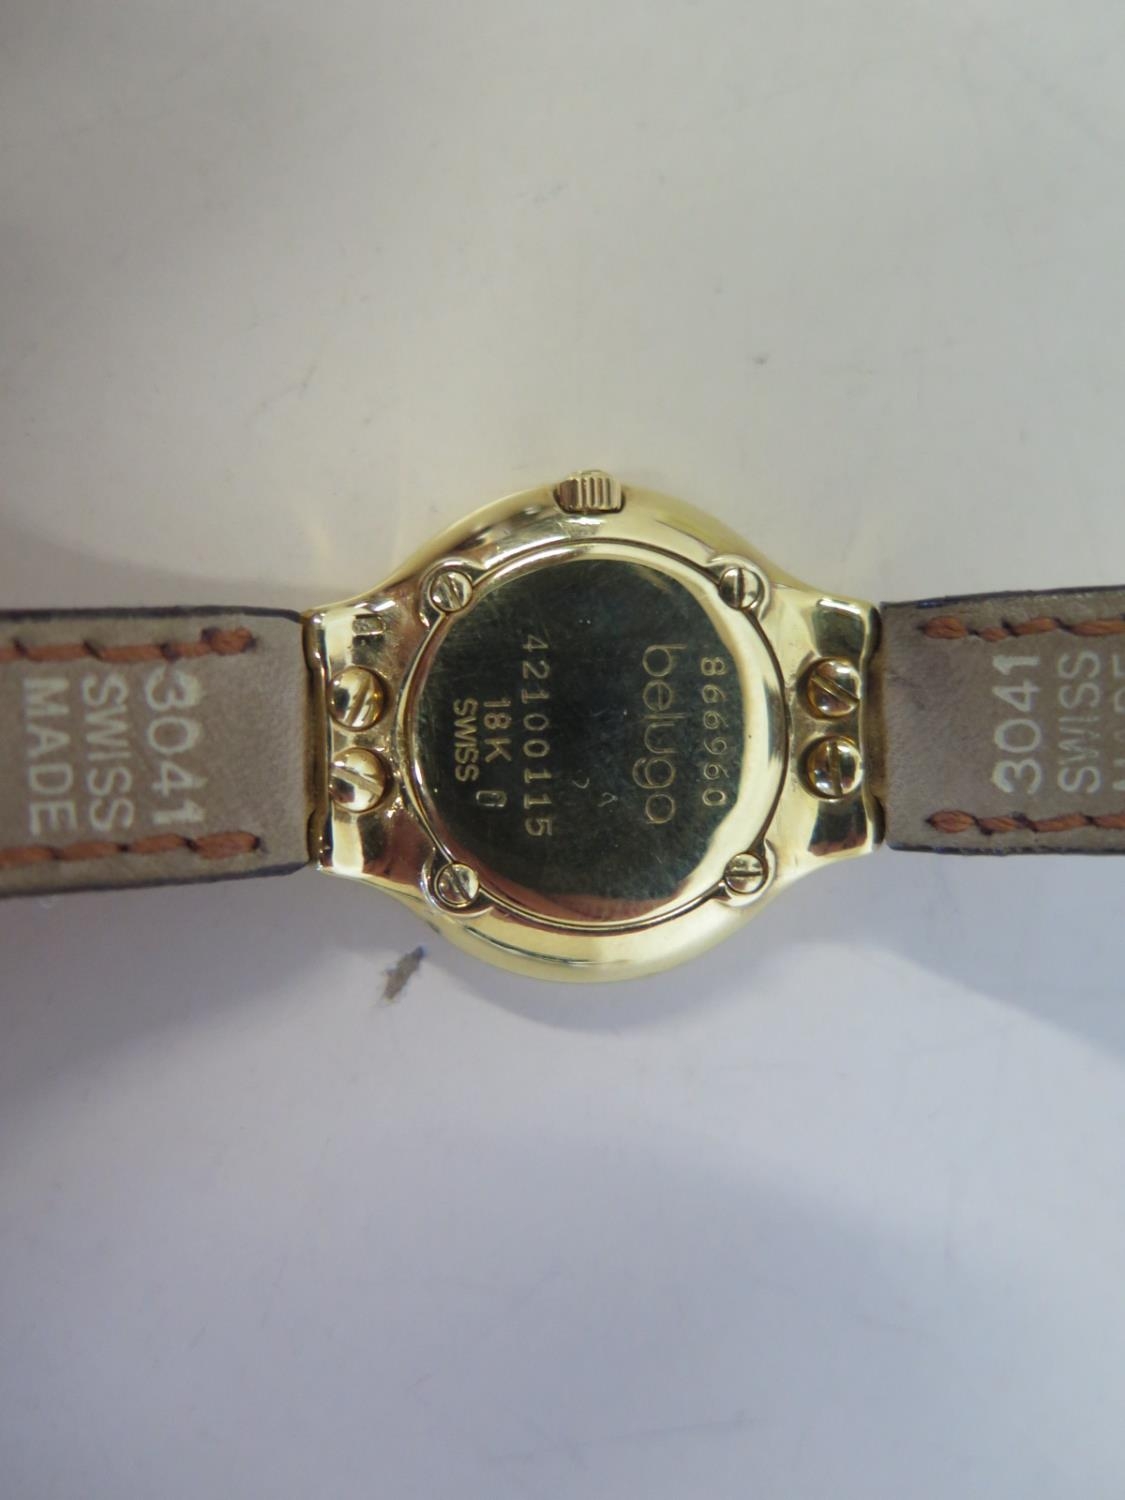 866960
beluga
42100115
18K
SWISS
3041
SWISS
MADE
3041
SWISS